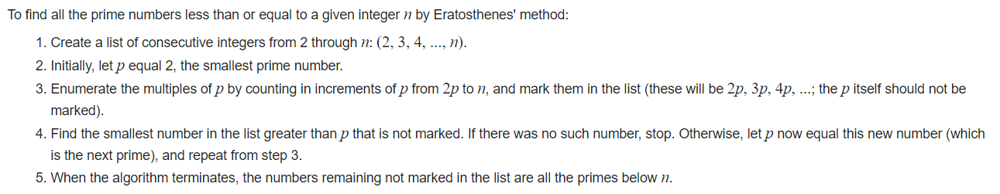 To find all the prime numbers less than or equal to a given integer n by Eratosthenes' method:
1. Create a list of consecutive integers from 2 through n: (2, 3, 4, ..., n).
2. Initially, let p equal 2, the smallest prime number.
3. Enumerate the multiples of p by counting in increments of p from 2p to n, and mark them in the list (these will be 2p, 3p, 4p, ...; the p itself should not be
marked).
4. Find the smallest number in the list greater than p that is not marked. If there was no such number, stop. Otherwise, let p now equal this new number (which
is the next prime), and repeat from step 3.
5. When the algorithm terminates, the numbers remaining not marked in the list are all the primes below n.